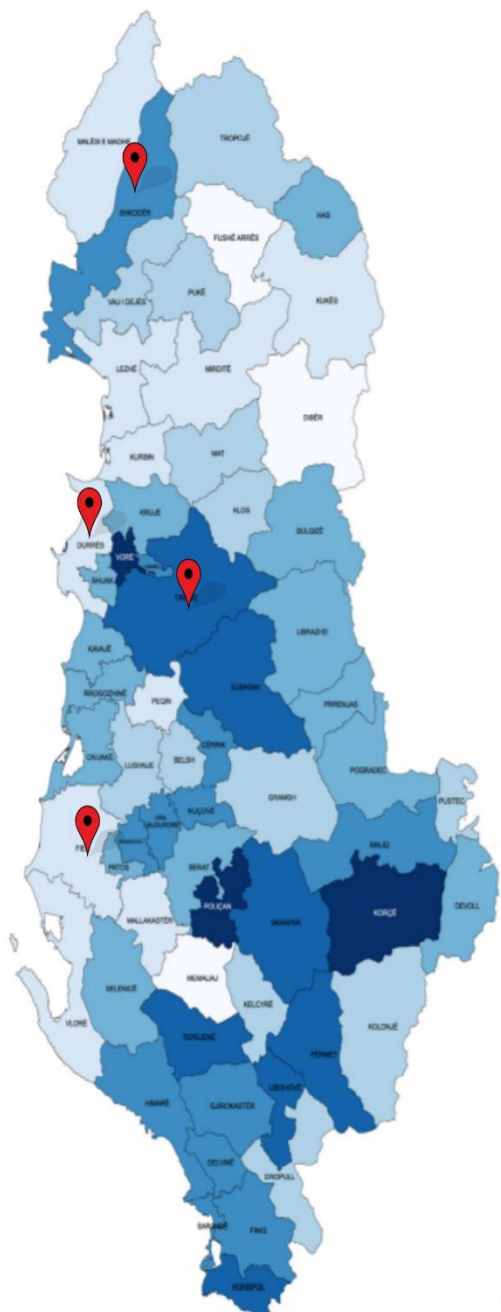 MALËSI E MADHE
TROPOJË
SHKODËR
HAS
FUSHË ARRËS
VAU I DEJËS
PUKË
KUKËS
LEZHË
MIRDITË
DIBËR
KURBIN
MAT
KLOS
KRUJË
DURRËS
BULQIZË
VORË
SHIJAK
LIBRAZHD
KAVAJË
ELBASAN
RROGOZHINË
PEQIN
PRRENJAS
CËRRIK
DIVJAKË
LUSHNJE
BELSH
POGRADEC
GRAMSH
PUSTEC
KUÇOVË
URA
VAJGURORE
MALIQ
PATOS
BERAT
POLIÇAN
KORÇË
DEVOLL
SKRAPAR
MALLAKASTËR
MEMALIAJ
SELENICË
KELCYRË
VLORË
KOLONJË
TEPELENË
PËRMET
LIBOHOVË
HIMARË
GJIROKASTËR
DELVINË
DROPULL
SARANDË
FINIQ
KONISPOL